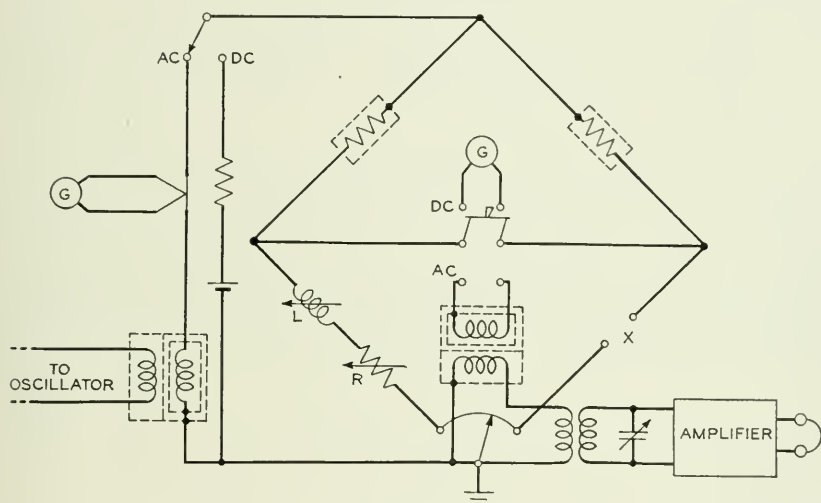 AC
DC
G
G
DC
AC
L
X
R
TO
OSCILLATOR
AMPLIFIER